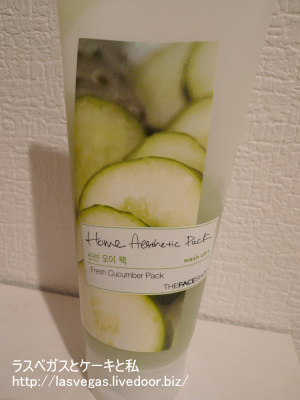 Home Aesthetic Pack
신선 오이 팩
wash off
Fresh Cucumber Pack
THEFACESHOP
ラスベガスとケーキと私
http://lasvegas.livedoor.biz/